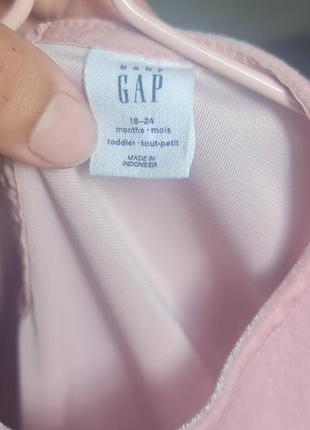 baby
GAP
18-24
months · mois
toddler · tout-petit
MADE IN
INDONESIA